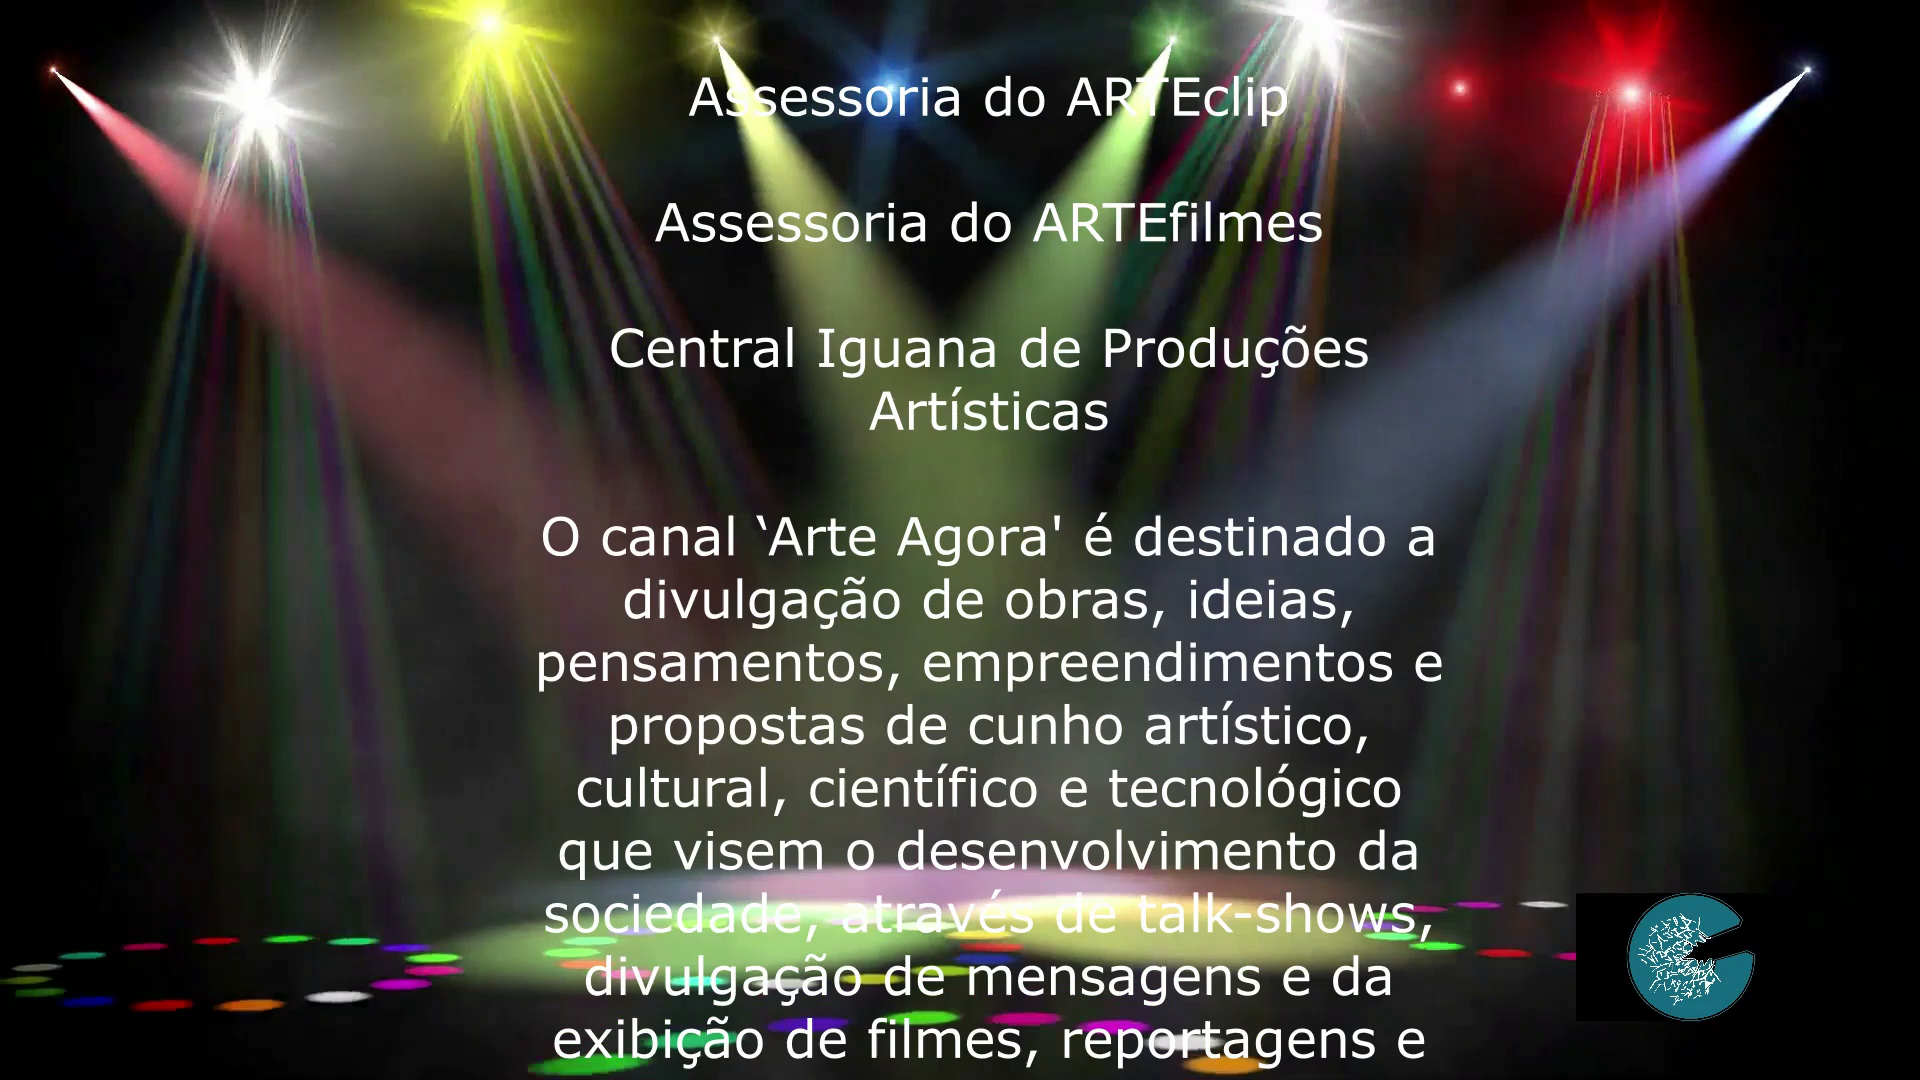 Assessoria do ARTEclip
Assessoria do ARTEfilmes
Central Iguana de Produções
Artísticas
O canal ‘Arte Agora' é destinado a
divulgação de obras, ideias,
pensamentos, empreendimentos e
propostas de cunho artístico,
cultural, científico e tecnológico
que visem o desenvolvimento da
sociedade, através de talk-shows,
divulgação de mensagens e da
exibição de filmes, reportagens e